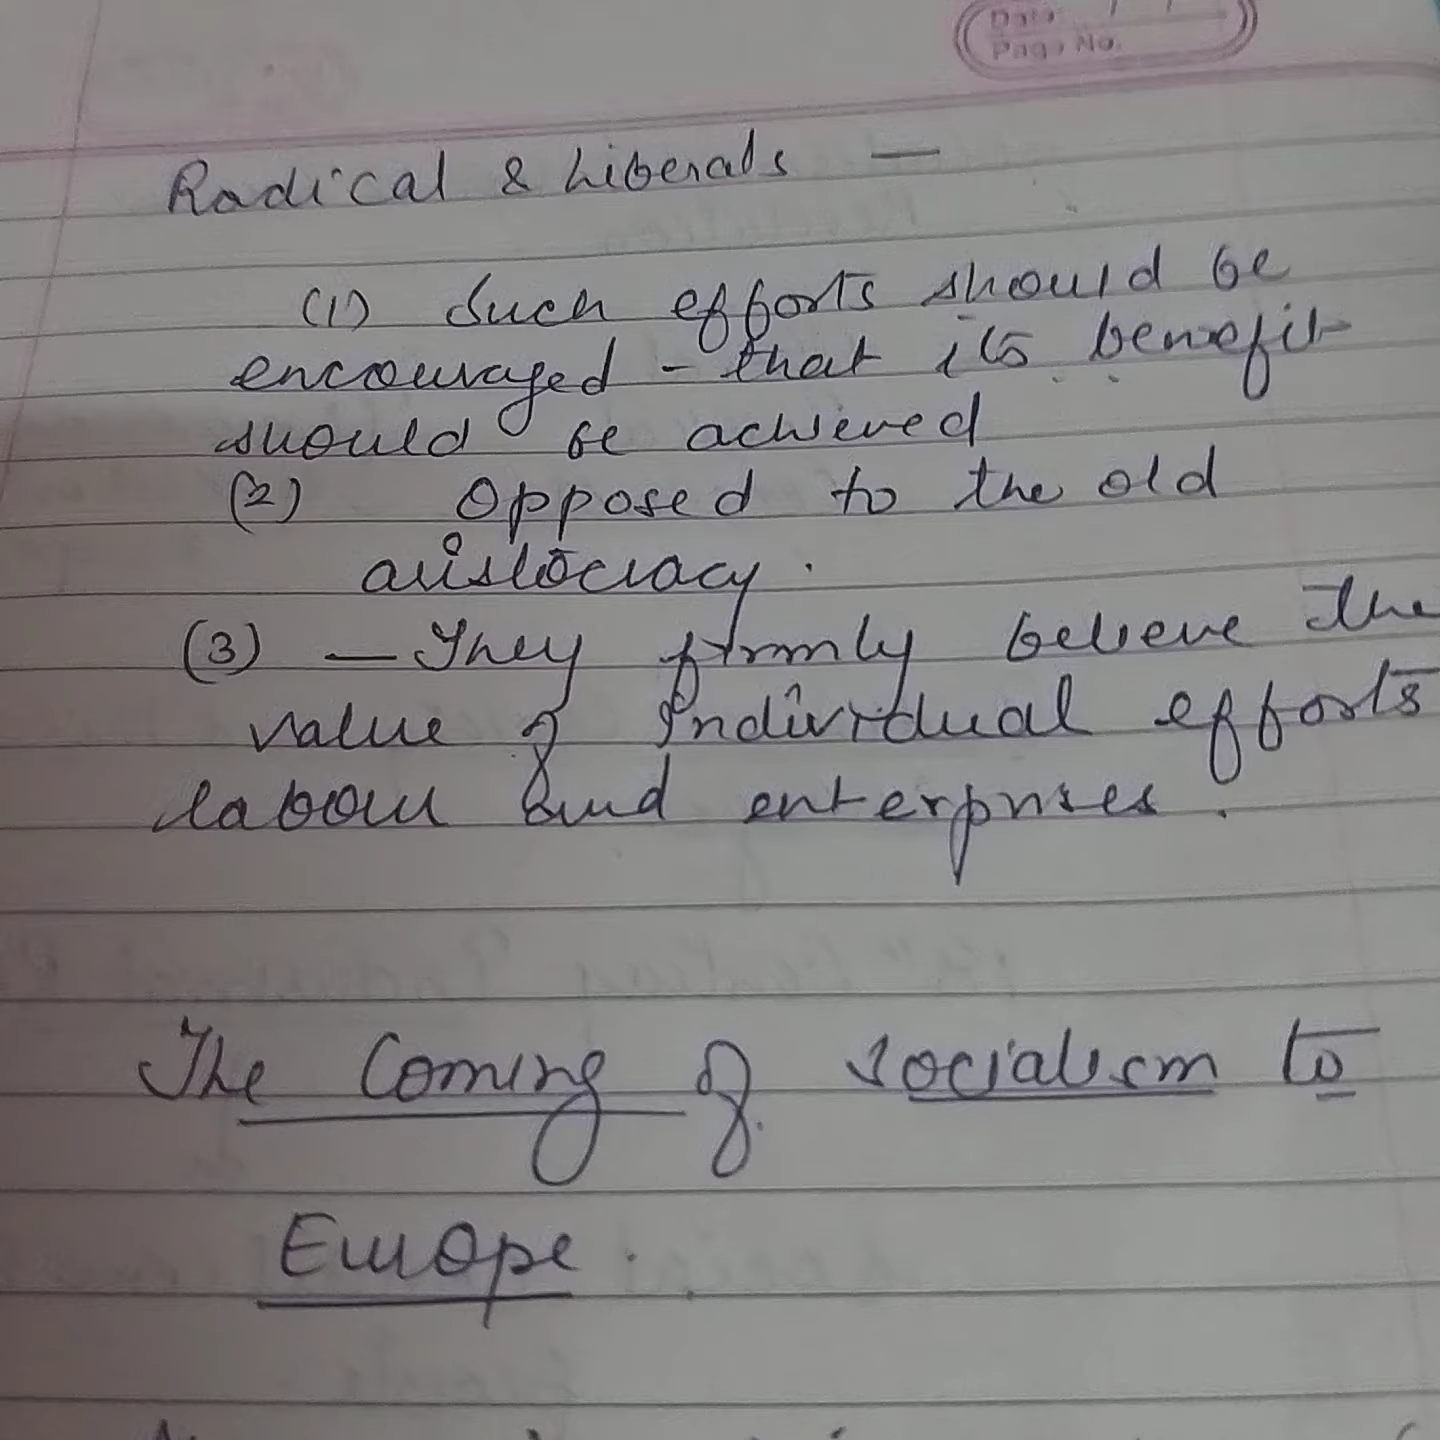 Date / /
Page No.
Radical & Liberals —
(1) Such efforts should be
encouraged - that its benefit
should be achieved
(2) Opposed to the old
aristocracy.
(3) — They firmly believe the
value of Individual efforts
labour and enterprises.
The Coming of Socialism to
Europe.